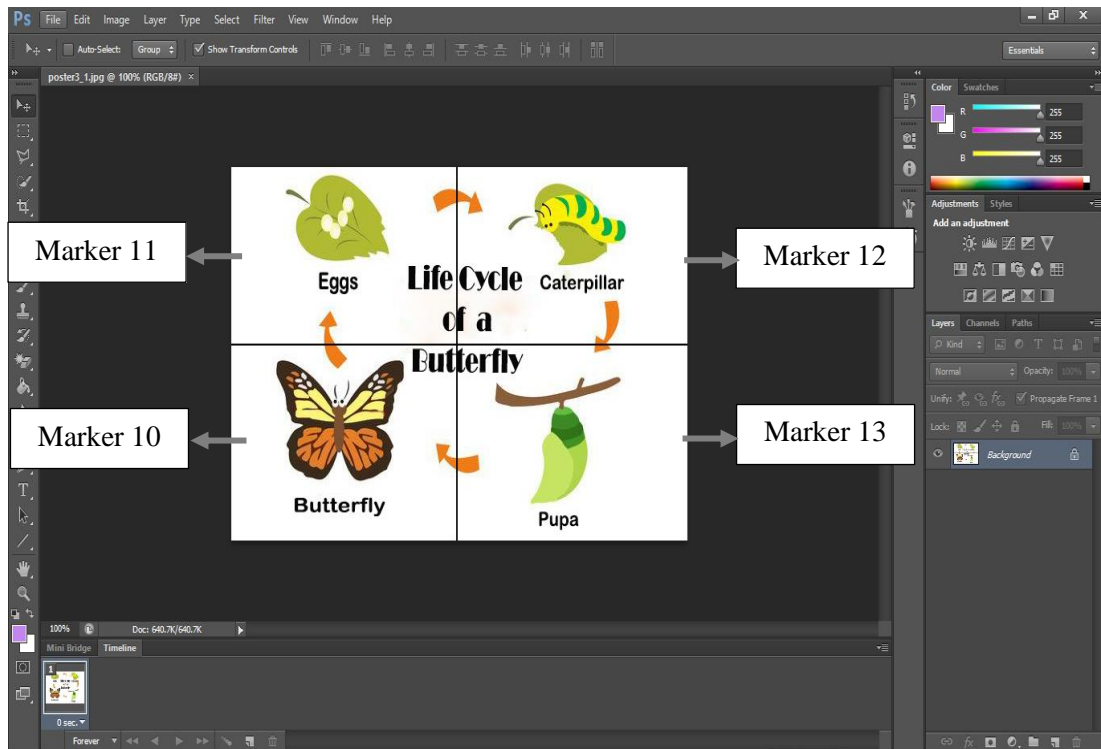 Ps File Edit Image Layer Type Select Filter View Window Help
Auto-Select: Group Show Transform Controls Essentials
poster3_1.jpg @ 100% (RGB/8#) ×
Color Swatches
R 255
G 255
B 255
Adjustments Styles
Add an adjustment
Marker 11
Marker 12
Eggs
Life Cycle
of a
Butterfly
Caterpillar
Marker 10
Marker 13
Butterfly
Pupa
Layers Channels Paths
Kind
Normal Opacity: 100%
Unify: Propagate Frame 1
Lock: Fill: 100%
Background
T
100% Doc: 640.7K/640.7K
Mini Bridge Timeline
1
0 sec.
Forever
fx